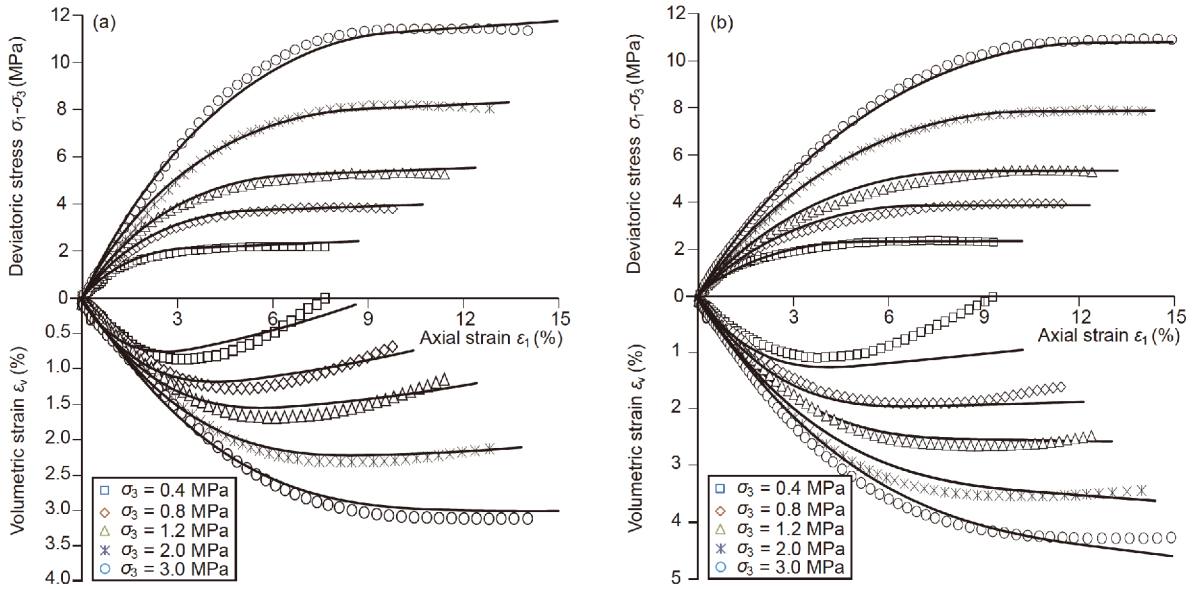 (a)
Deviatoric stress σ1-σ3 (MPa)
12
10
8
6
4
2
0
3
6
9
12
15
Axial strain ε1 (%)
Volumetric strain εv (%)
0.5
1.0
1.5
2.0
2.5
3.0
3.5
4.0
σ3 = 0.4 MPa
σ3 = 0.8 MPa
σ3 = 1.2 MPa
σ3 = 2.0 MPa
σ3 = 3.0 MPa
(b)
Deviatoric stress σ1-σ3 (MPa)
12
10
8
6
4
2
0
3
6
9
12
15
Axial strain ε1 (%)
Volumetric strain εv (%)
1
2
3
4
5
σ3 = 0.4 MPa
σ3 = 0.8 MPa
σ3 = 1.2 MPa
σ3 = 2.0 MPa
σ3 = 3.0 MPa